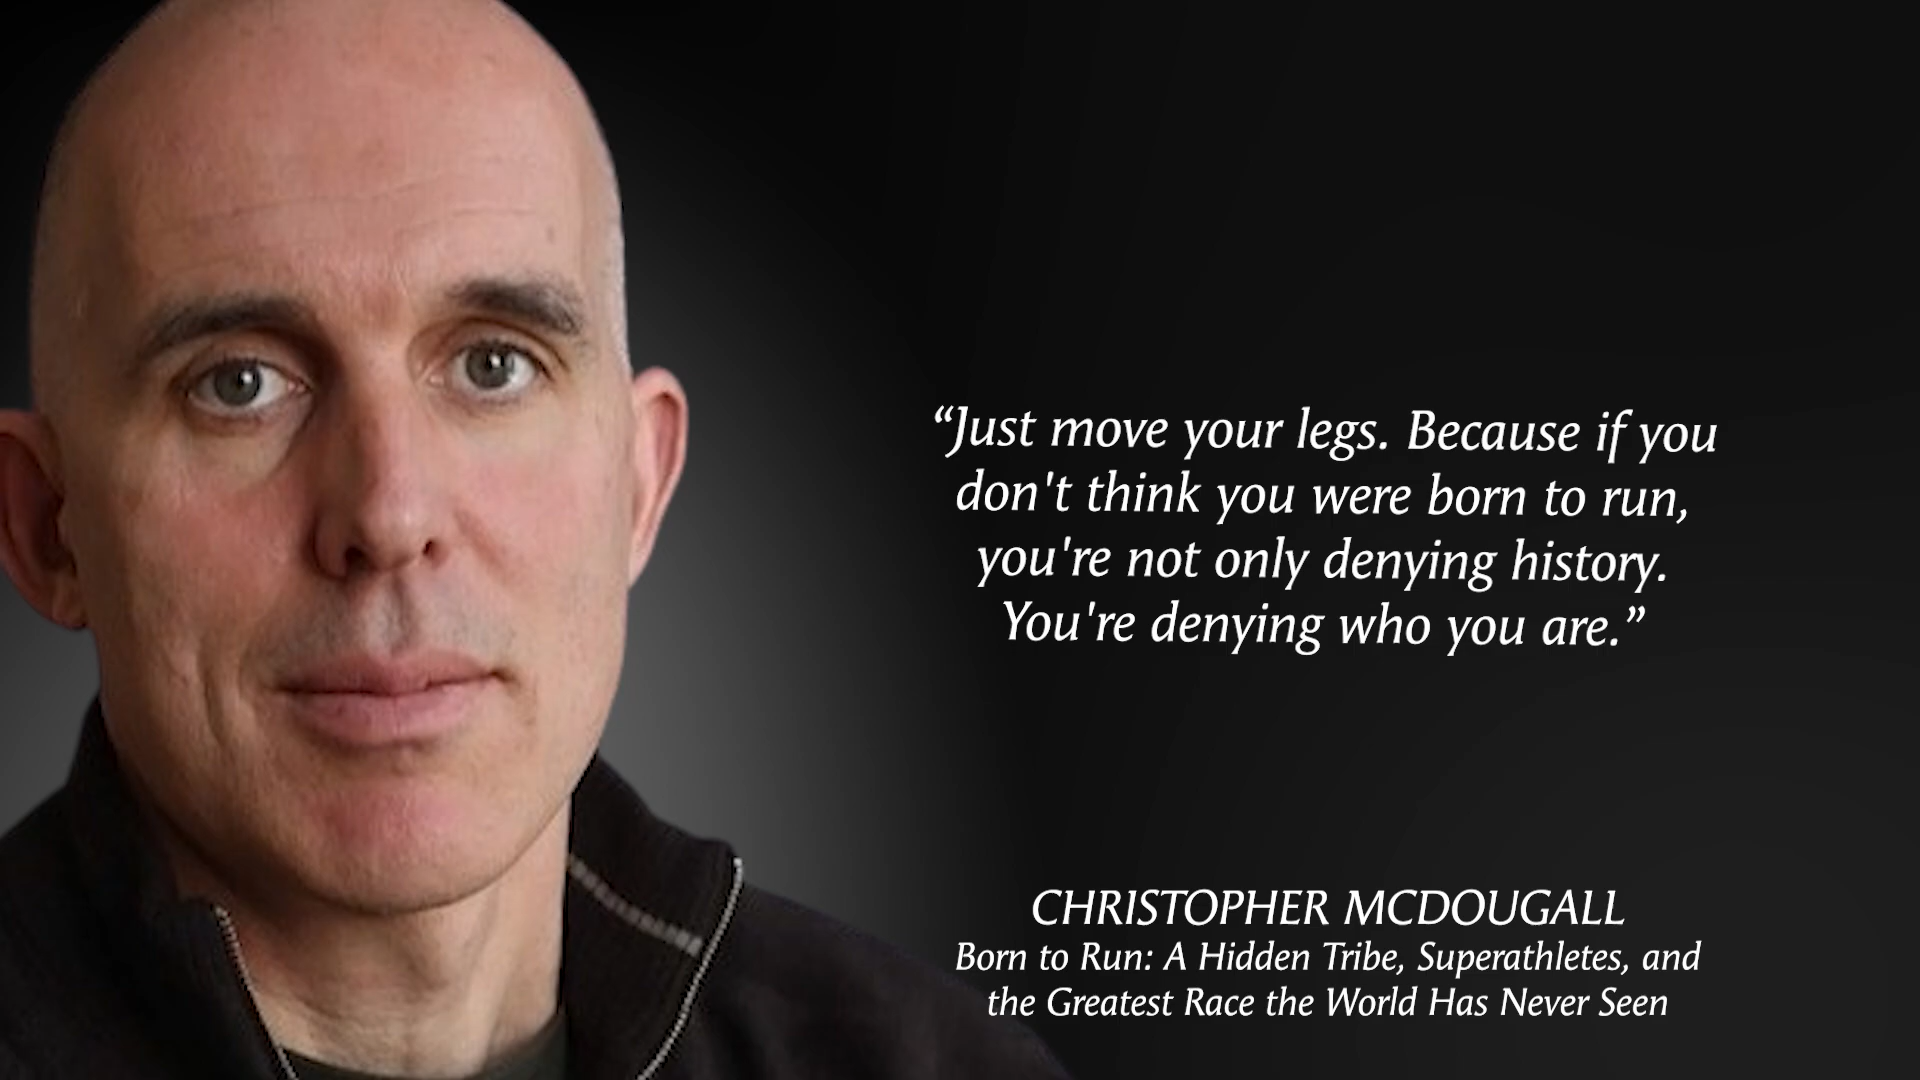 “Just move your legs. Because if you
don't think you were born to run,
you're not only denying history.
You're denying who you are.”
CHRISTOPHER MCDOUGALL
Born to Run: A Hidden Tribe, Superathletes, and
the Greatest Race the World Has Never Seen